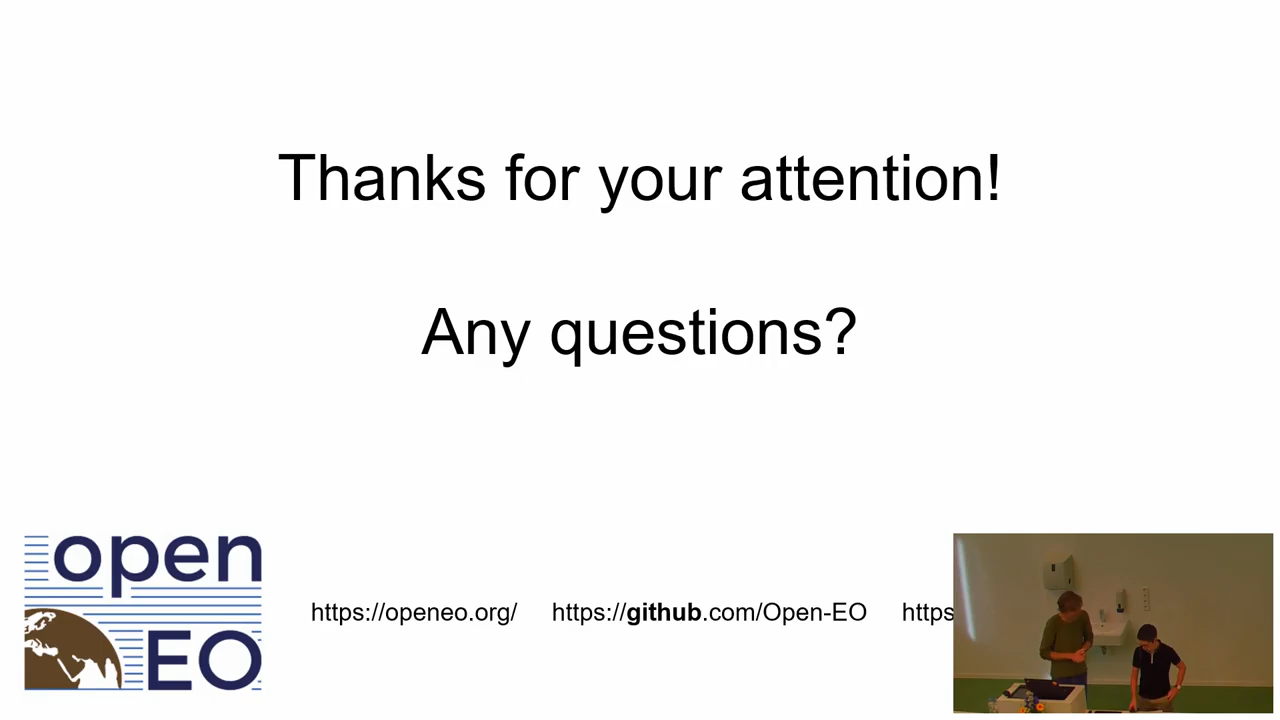 Thanks for your attention!
Any questions?
open
EO
https://openeo.org/ https://github.com/Open-EO https